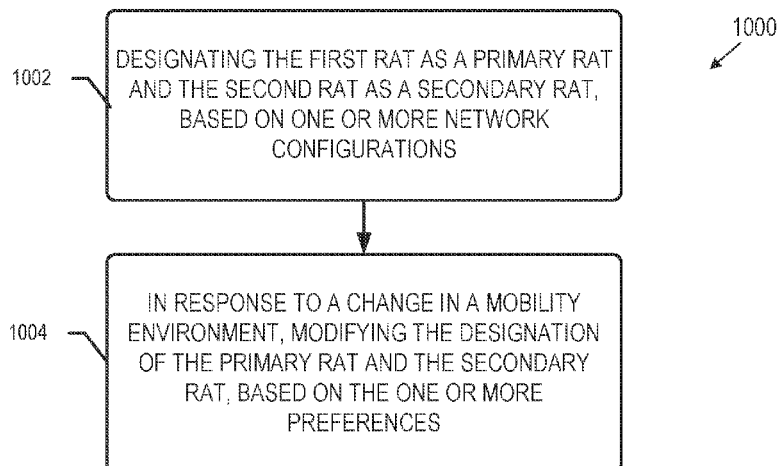 1000
1002
DESIGNATING THE FIRST RAT AS A PRIMARY RAT
AND THE SECOND RAT AS A SECONDARY RAT,
BASED ON ONE OR MORE NETWORK
CONFIGURATIONS
1004
IN RESPONSE TO A CHANGE IN A MOBILITY
ENVIRONMENT, MODIFYING THE DESIGNATION
OF THE PRIMARY RAT AND THE SECONDARY
RAT, BASED ON THE ONE OR MORE
PREFERENCES